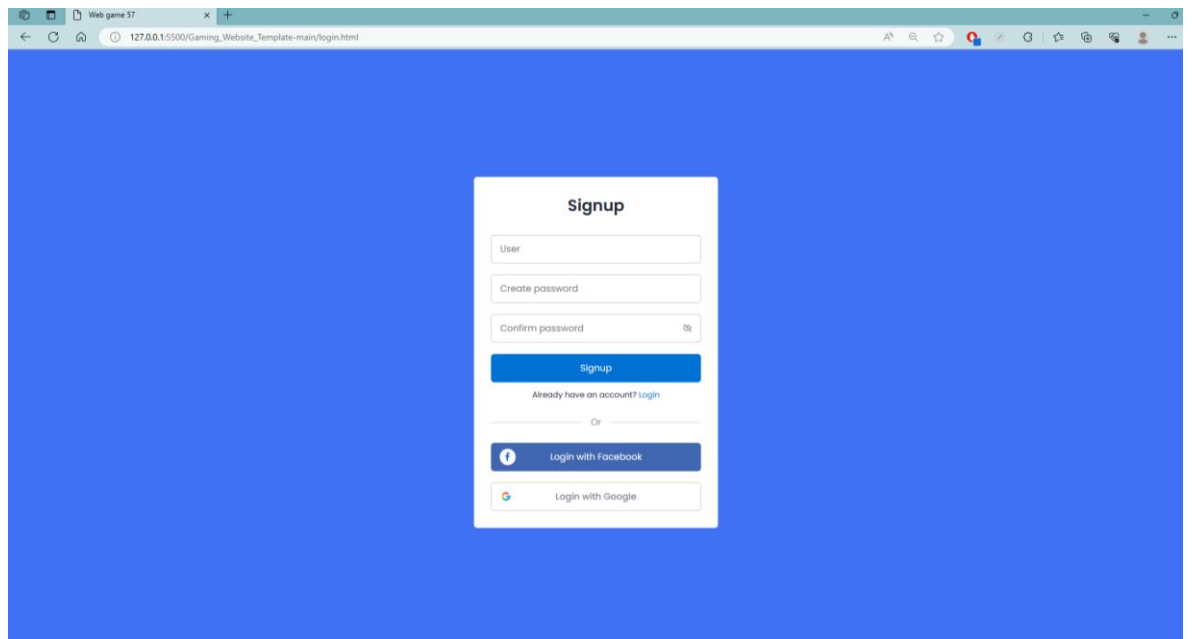 Web game 57
127.0.0.1:5500/Gaming_Website_Template-main/login.html
Signup
User
Create password
Confirm password
Signup
Already have an account? Login
Or
Login with Facebook
Login with Google